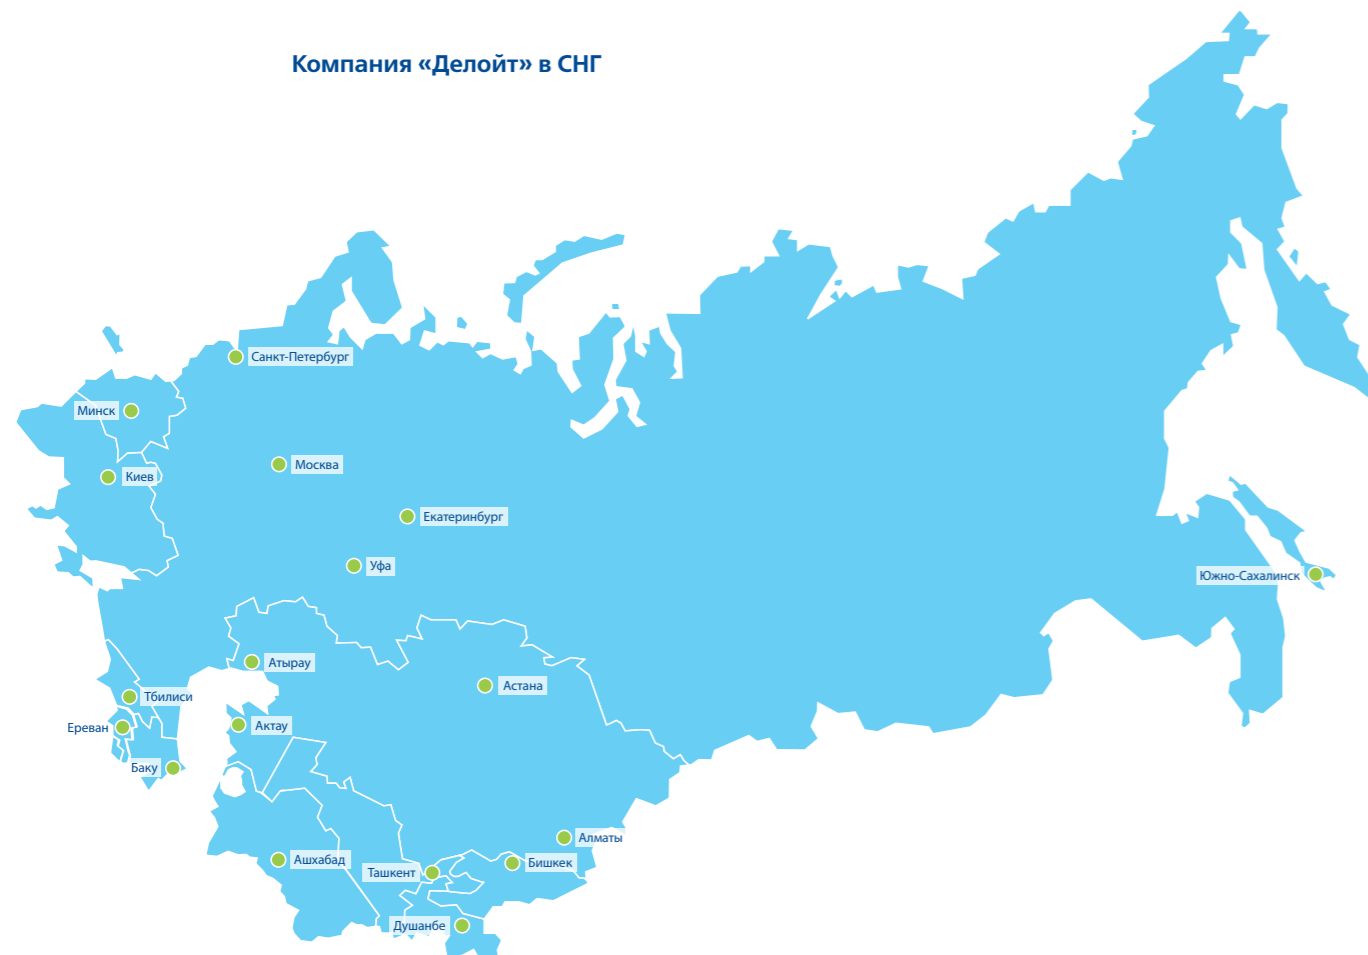 Компания «Делойт» в СНГ
Санкт-Петербург
Минск
Москва
Киев
Екатеринбург
Уфа
Южно-Сахалинск
Атырау
Астана
Тбилиси
Ереван
Актау
Баку
Алматы
Ашхабад
Бишкек
Ташкент
Душанбе